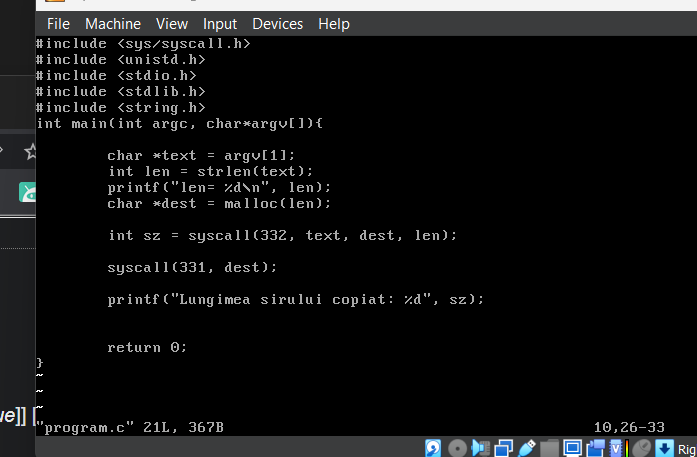 File Machine View Input Devices Help
#include <sys/syscall.h>
#include <unistd.h>
#include <stdio.h>
#include <stdlib.h>
#include <string.h>
int main(int argc, char*argv[]){
char *text = argv[1];
int len = strlen(text);
printf("len= %d\n", len);
char *dest = malloc(len);
int sz = syscall(332, text, dest, len);
syscall(331, dest);
printf("Lungimea sirului copiat: %d", sz);
return 0;
}
~
~
~
ue]] [
"program.c" 21L, 367B 10,26-33
Rig